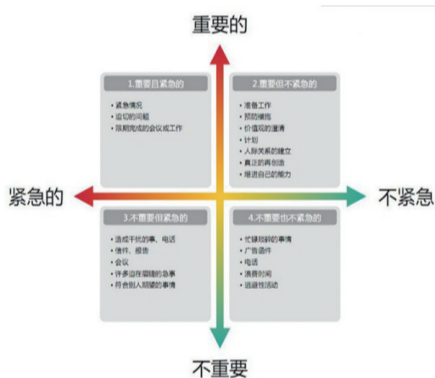 重要的
1.重要且紧急的
• 紧急情况
• 迫切的问题
• 限期完成的会议或工作
2.重要但不紧急的
• 准备工作
• 预防措施
• 价值观的澄清
• 计划
• 人际关系的建立
• 真正的再创造
• 增进自己的能力
紧急的
不紧急
3.不重要但紧急的
• 造成干扰的事、电话
• 信件、报告
• 会议
• 许多迫在眉睫的急事
• 符合别人期望的事情
4.不重要也不紧急的
• 忙碌琐碎的事情
• 广告函件
• 电话
• 浪费时间
• 逃避性活动
不重要